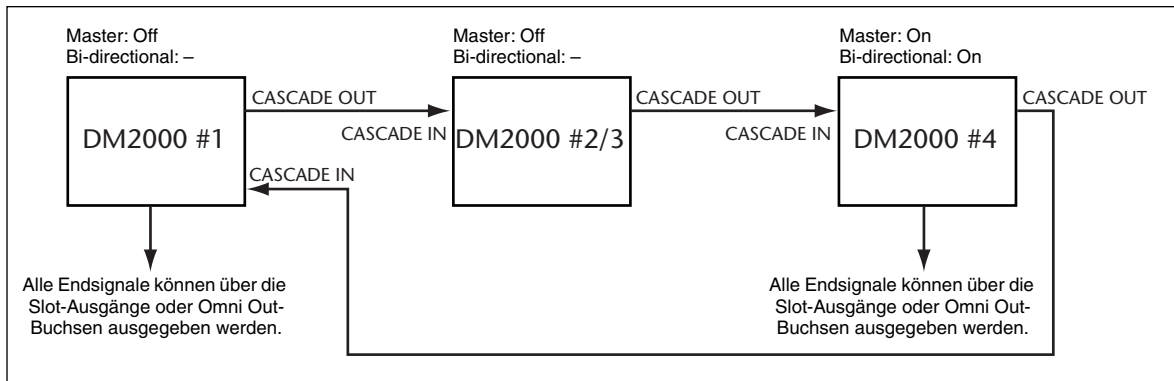 Master: Off
Bi-directional: –
Master: Off
Bi-directional: –
Master: On
Bi-directional: On
DM2000 #1
CASCADE OUT
CASCADE IN
DM2000 #2/3
CASCADE OUT
CASCADE IN
DM2000 #4
CASCADE OUT
CASCADE IN
Alle Endsignale können über die
Slot-Ausgänge oder Omni Out-
Buchsen ausgegeben werden.
Alle Endsignale können über die
Slot-Ausgänge oder Omni Out-
Buchsen ausgegeben werden.